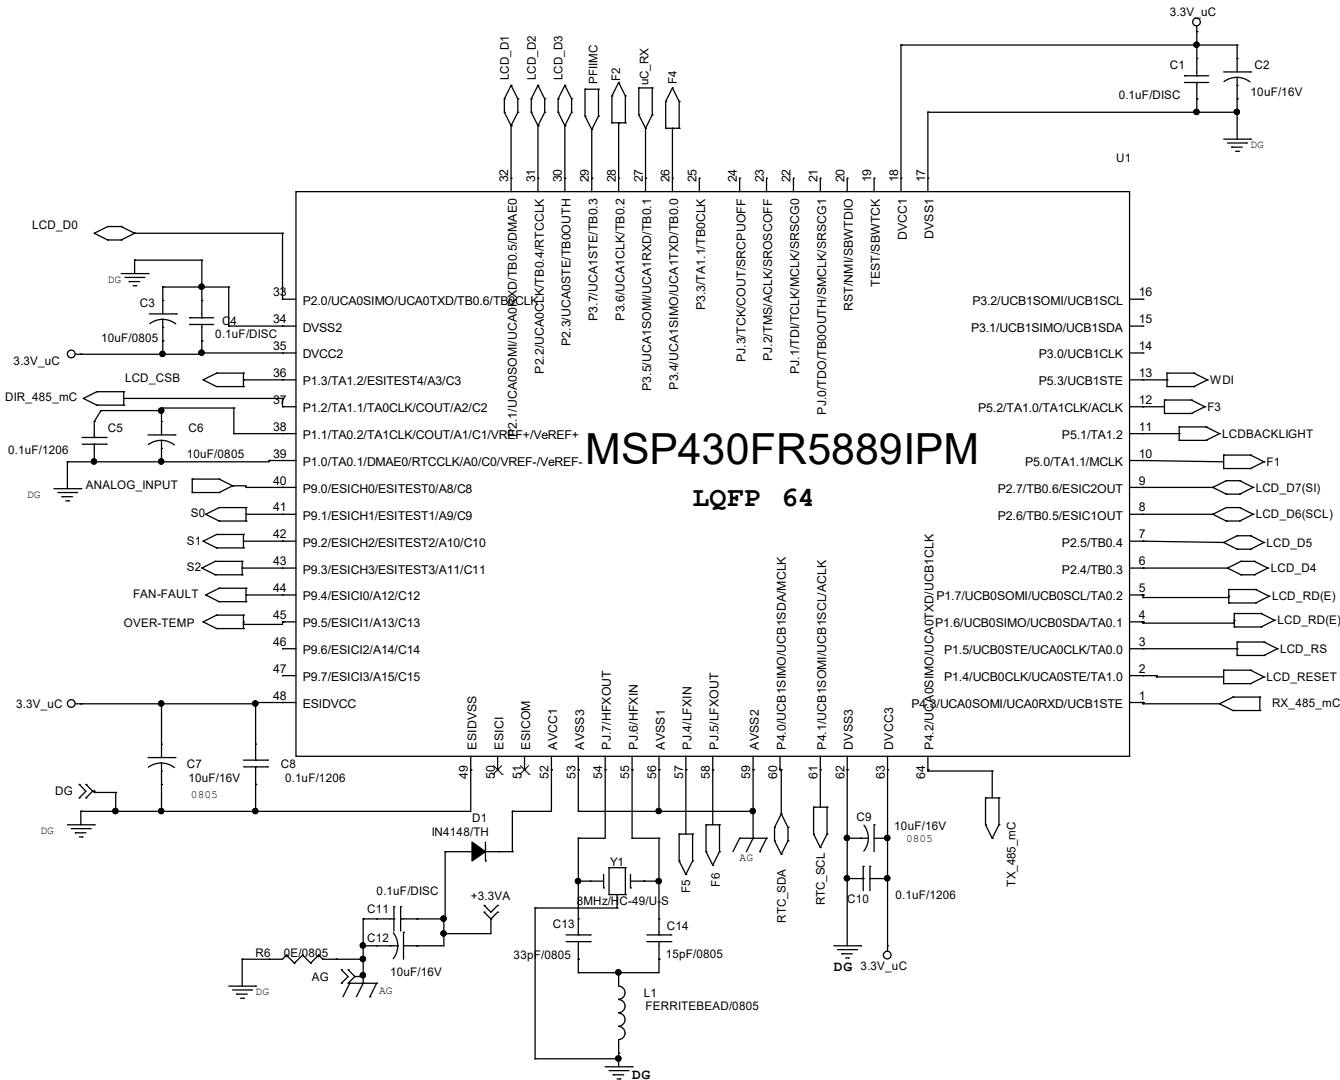 3.3V_uC
C1
0.1uF/DISC
C2
10uF/16V
DG
U1
LCD_D1
LCD_D2
LCD_D3
PFIIMC
F2
uC_RX
F4
32
31
30
29
28
27
26
25
24
23
22
21
20
19
18
17
P2.1/UCA0SOMI/UCA0RXD/TB0.5/DMAE0
P2.2/UCA0CLK/TB0.4/RTCCLK
P2.3/UCA0STE/TB0OUTH
P3.7/UCA1STE/TB0.3
P3.6/UCA1CLK/TB0.2
P3.5/UCA1SOMI/UCA1RXD/TB0.1
P3.4/UCA1SIMO/UCA1TXD/TB0.0
P3.3/TA1.1/TB0CLK
PJ.3/TCK/COUT/SRCPUOFF
PJ.2/TMS/ACLK/SROSCOFF
PJ.1/TDI/TCLK/MCLK/SRSCG0
PJ.0/TDO/TB0OUTH/SMCLK/SRSCG1
RST/NMI/SBWTDIO
TEST/SBWTCK
DVCC1
DVSS1
LCD_D0
DG
C3
10uF/0805
C4
0.1uF/DISC
3.3V_uC
LCD_CSB
DIR_485_mC
C5
0.1uF/1206
C6
10uF/0805
DG
ANALOG_INPUT
S0
S1
S2
FAN-FAULT
OVER-TEMP
3.3V_uC
33 P2.0/UCA0SIMO/UCA0TXD/TB0.6/TB0CLK
34 DVSS2
35 DVCC2
36 P1.3/TA1.2/ESITEST4/A3/C3
37 P1.2/TA1.1/TA0CLK/COUT/A2/C2
38 P1.1/TA0.2/TA1CLK/COUT/A1/C1/VREF+/VeREF+
39 P1.0/TA0.1/DMAE0/RTCCLK/A0/C0/VREF-/VeREF-
40 P9.0/ESICH0/ESITEST0/A8/C8
41 P9.1/ESICH1/ESITEST1/A9/C9
42 P9.2/ESICH2/ESITEST2/A10/C10
43 P9.3/ESICH3/ESITEST3/A11/C11
44 P9.4/ESICI0/A12/C12
45 P9.5/ESICI1/A13/C13
46 P9.6/ESICI2/A14/C14
47 P9.7/ESICI3/A15/C15
48 ESIDVCC
MSP430FR5889IPM
LQFP 64
P3.2/UCB1SOMI/UCB1SCL 16
P3.1/UCB1SIMO/UCB1SDA 15
P3.0/UCB1CLK 14
P5.3/UCB1STE 13 WDI
P5.2/TA1.0/TA1CLK/ACLK 12 F3
P5.1/TA1.2 11 LCDBACKLIGHT
P5.0/TA1.1/MCLK 10 F1
P2.7/TB0.6/ESIC2OUT 9 LCD_D7(SI)
P2.6/TB0.5/ESIC1OUT 8 LCD_D6(SCL)
P2.5/TB0.4 7 LCD_D5
P2.4/TB0.3 6 LCD_D4
P1.7/UCB0SOMI/UCB0SCL/TA0.2 5 LCD_RD(E)
P1.6/UCB0SIMO/UCB0SDA/TA0.1 4 LCD_RD(E)
P1.5/UCB0STE/UCA0CLK/TA0.0 3 LCD_RS
P1.4/UCB0CLK/UCA0STE/TA1.0 2 LCD_RESET
P4.3/UCA0SOMI/UCA0RXD/UCB1STE 1 RX_485_mC
ESIDVSS
ESICI
ESICOM
AVCC1
AVSS3
PJ.7/HFXOUT
PJ.6/HFXIN
AVSS1
PJ.4/LFXIN
PJ.5/LFXOUT
AVSS2
P4.0/UCB1SIMO/UCB1SDA/MCLK
P4.1/UCB1SOMI/UCB1SCL/ACLK
DVSS3
DVCC3
P4.2/UCA0SIMO/UCA0TXD/UCB1CLK
49
50
51
52
53
54
55
56
57
58
59
60
61
62
63
64
C7
10uF/16V
0805
C8
0.1uF/1206
DG
DG
D1
IN4148/TH
0.1uF/DISC
C11
C12
10uF/16V
+3.3VA
R6 0E/0805
DG
AG
AG
Y1
8MHz/HC-49/U-S
C13
33pF/0805
C14
15pF/0805
L1
FERRITEBEAD/0805
DG
F5
F6
AG
RTC_SDA
RTC_SCL
C9
10uF/16V
0805
C10
0.1uF/1206
DG
3.3V_uC
TX_485_mC